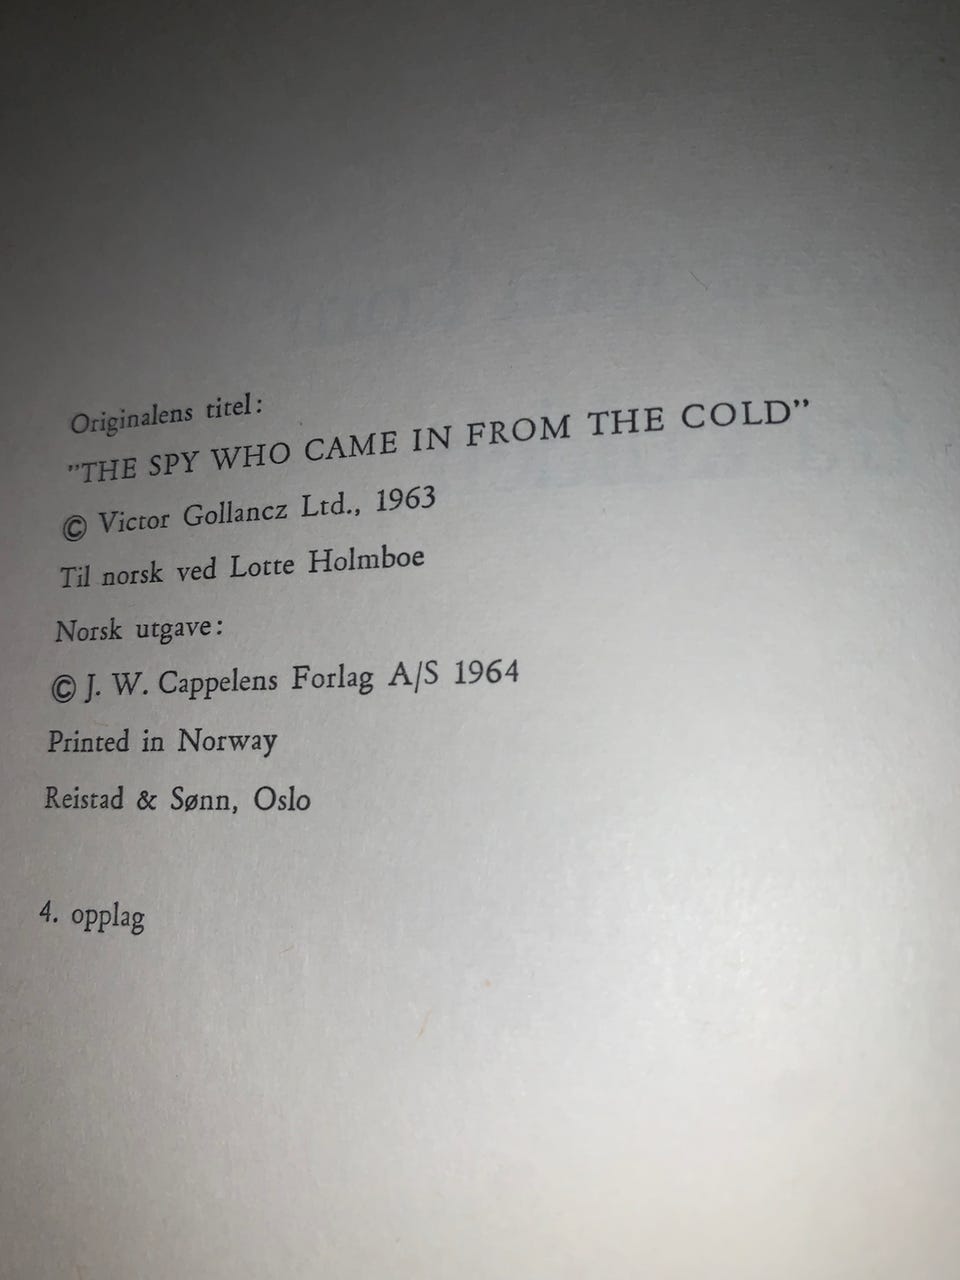 Originalens titel:
”THE SPY WHO CAME IN FROM THE COLD”
© Victor Gollancz Ltd., 1963
Til norsk ved Lotte Holmboe
Norsk utgave:
© J. W. Cappelens Forlag A/S 1964
Printed in Norway
Reistad & Sønn, Oslo
4. opplag